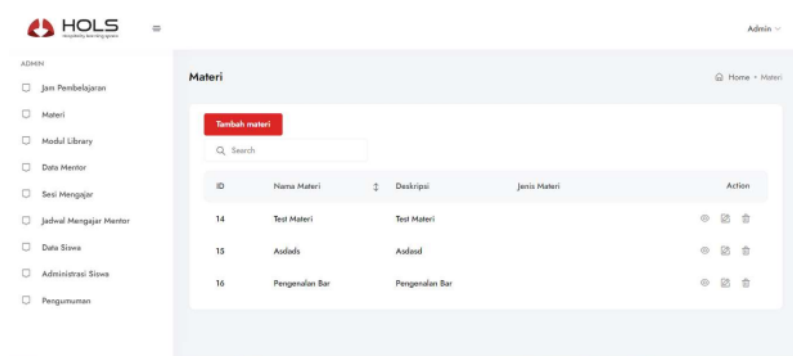 HOLS
Admin
ADMIN
Jam Pembelajaran
Materi
Modul Library
Data Mentor
Sesi Mengajar
Jadwal Mengajar Mentor
Data Siswa
Administrasi Siswa
Pengumuman
Materi
Home • Materi
Tambah materi
Search
ID Nama Materi Deskripsi Jenis Materi Action
14 Test Materi Test Materi
15 Asdads Asdasd
16 Pengenalan Bar Pengenalan Bar